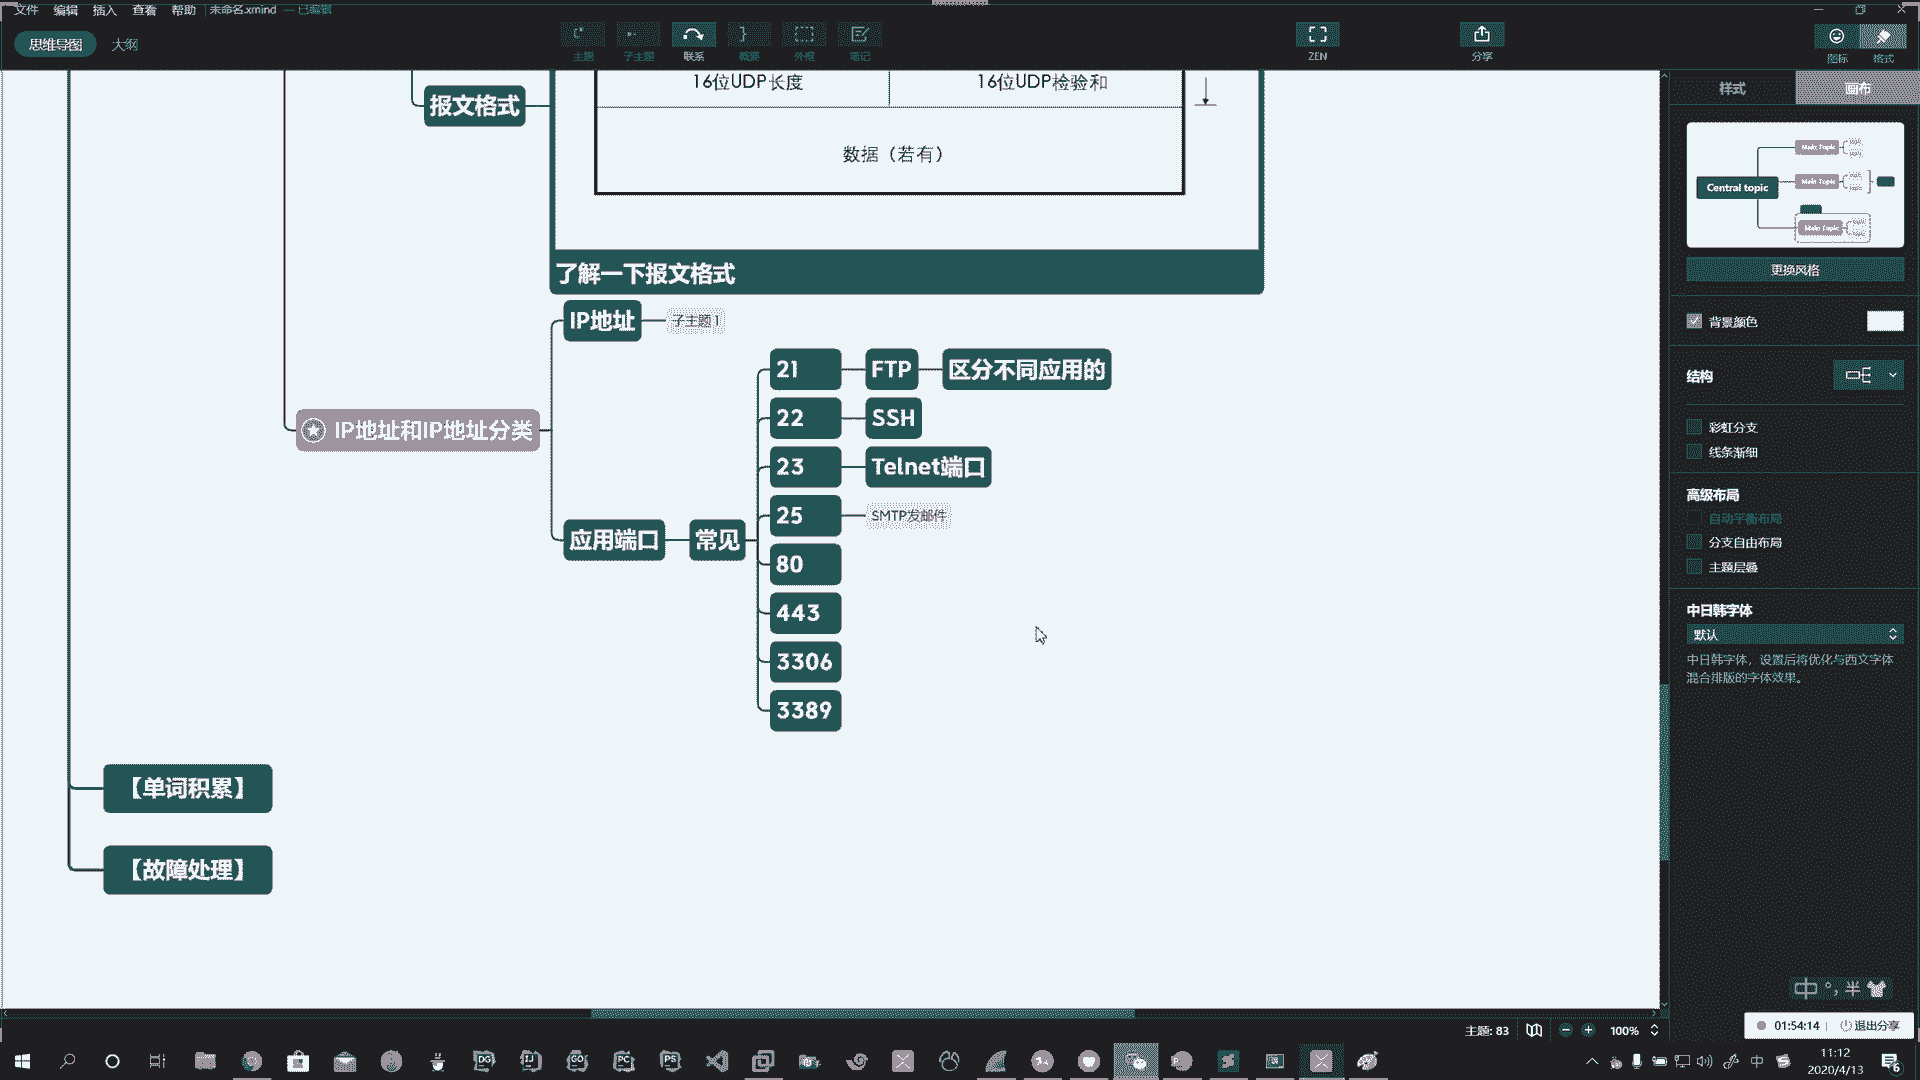 文件 编辑 插入 查看 帮助 未命名.xmind — 已编辑
思维导图 大纲
主题 子主题 联系 概要 外框 笔记 ZEN 分享 图标 格式
样式 画布
16位UDP长度 16位UDP检验和
报文格式
数据（若有）
了解一下报文格式
IP地址 子主题 1
21 FTP 区分不同应用的
22 SSH
IP地址和IP地址分类
23 Telnet端口
25 SMTP发邮件
应用端口 常见
80
443
3306
3389
【单词积累】
【故障处理】
Central topic
Main Topic
Main Topic
Main Topic
更换风格
背景颜色
结构
彩虹分支
线条渐细
高级布局
自动平衡布局
分支自由布局
主题层叠
中日韩字体
默认
中日韩字体，设置后将优化与西文字体
混合排版的字体效果。
中 °, 半
主题: 83 100%
01:54:14 退出分享
DG IJ GO PC PS
中
11:12
2020/4/13
6